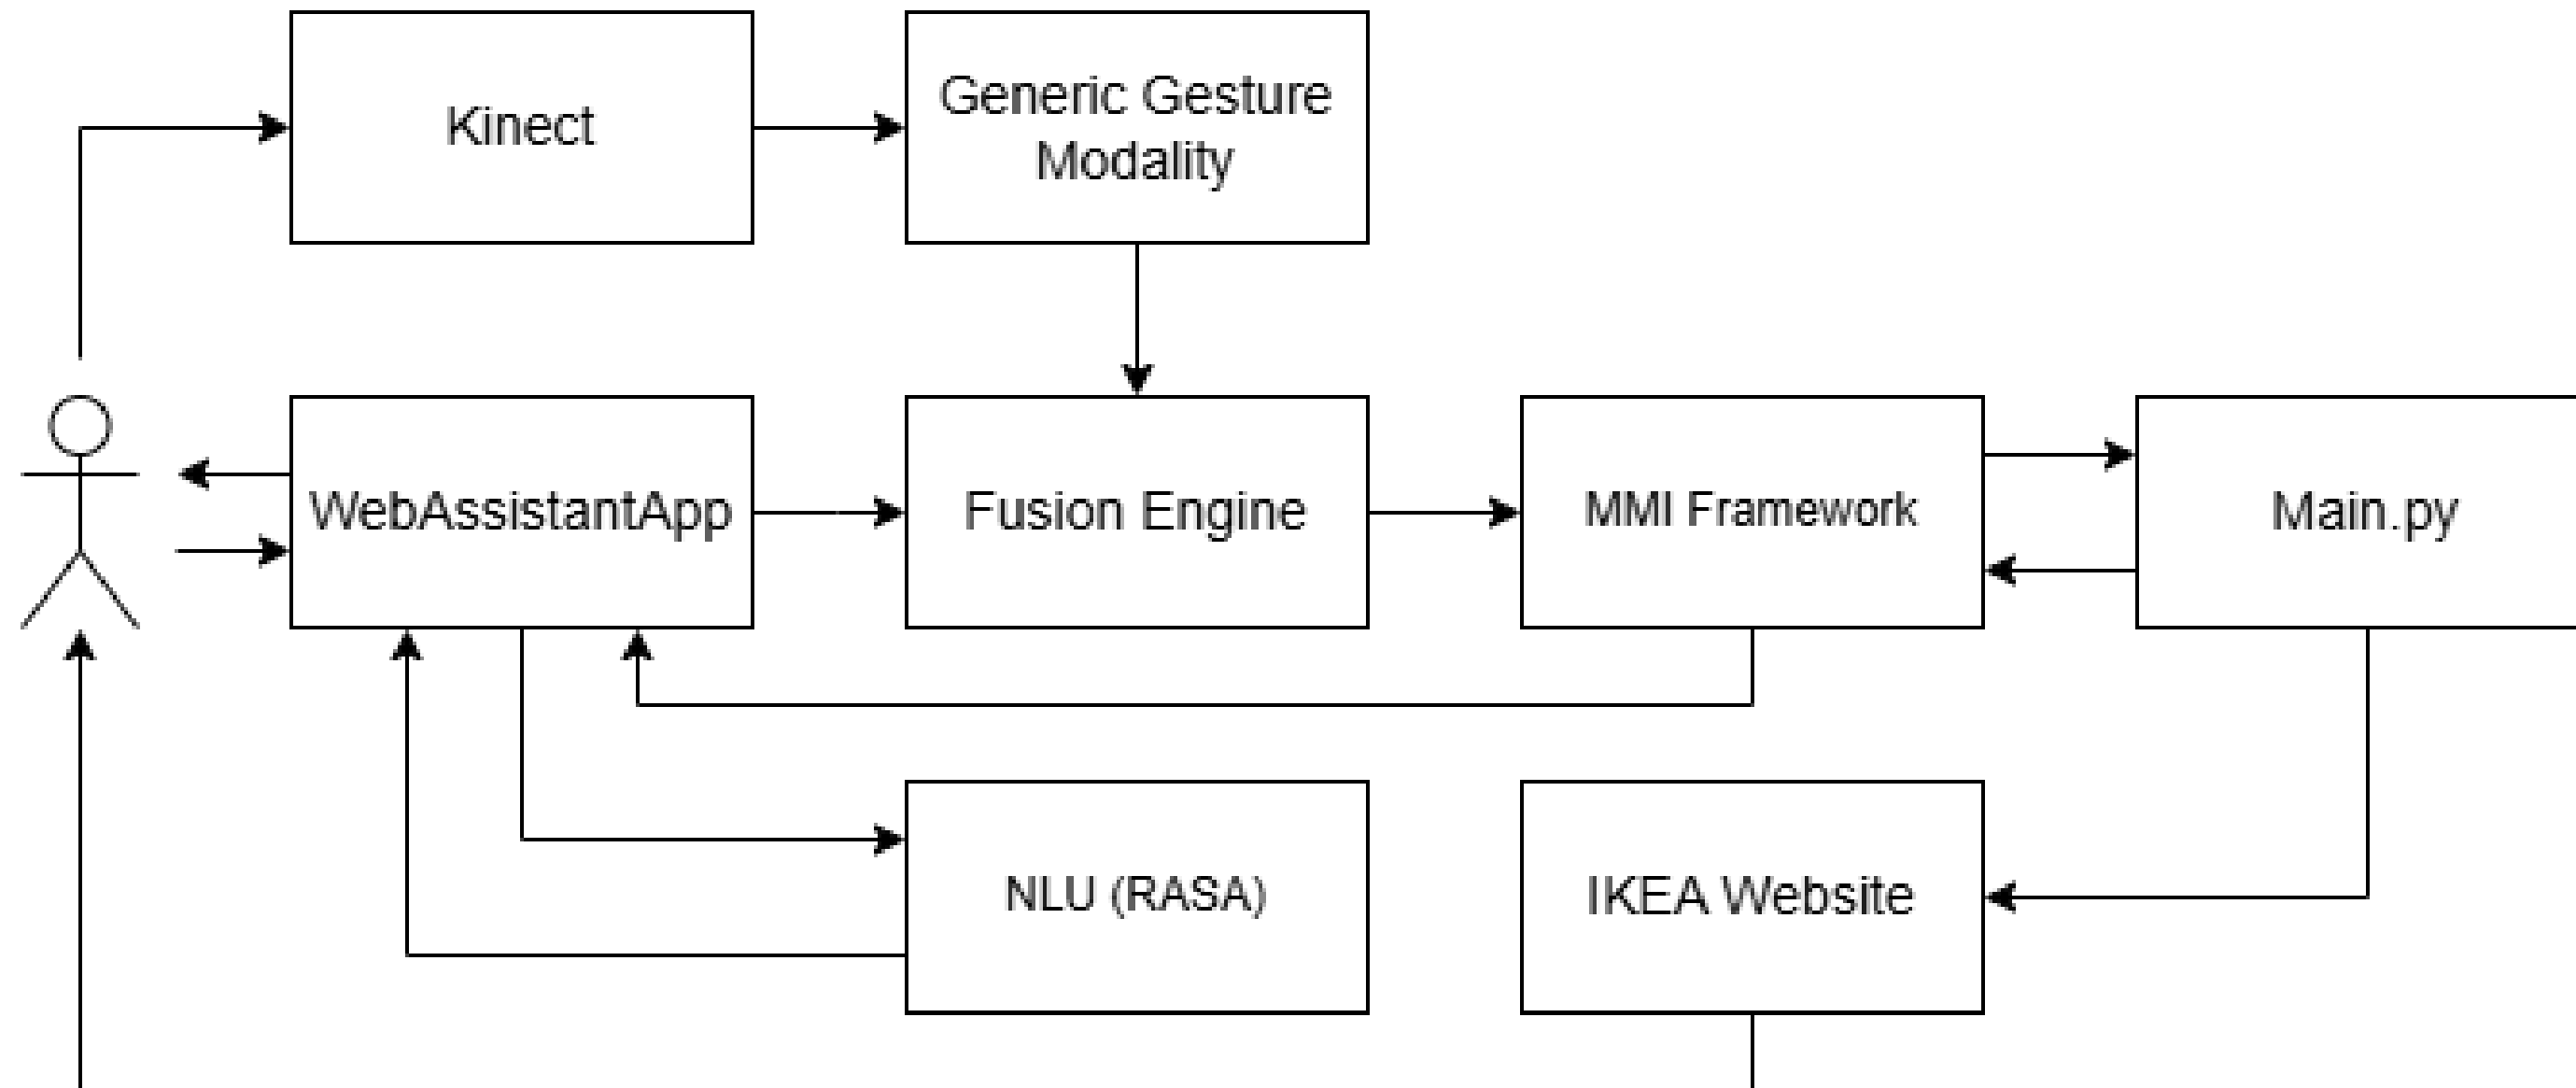 Kinect
Generic Gesture
Modality
WebAssistantApp
Fusion Engine
MMI Framework
Main.py
NLU (RASA)
IKEA Website